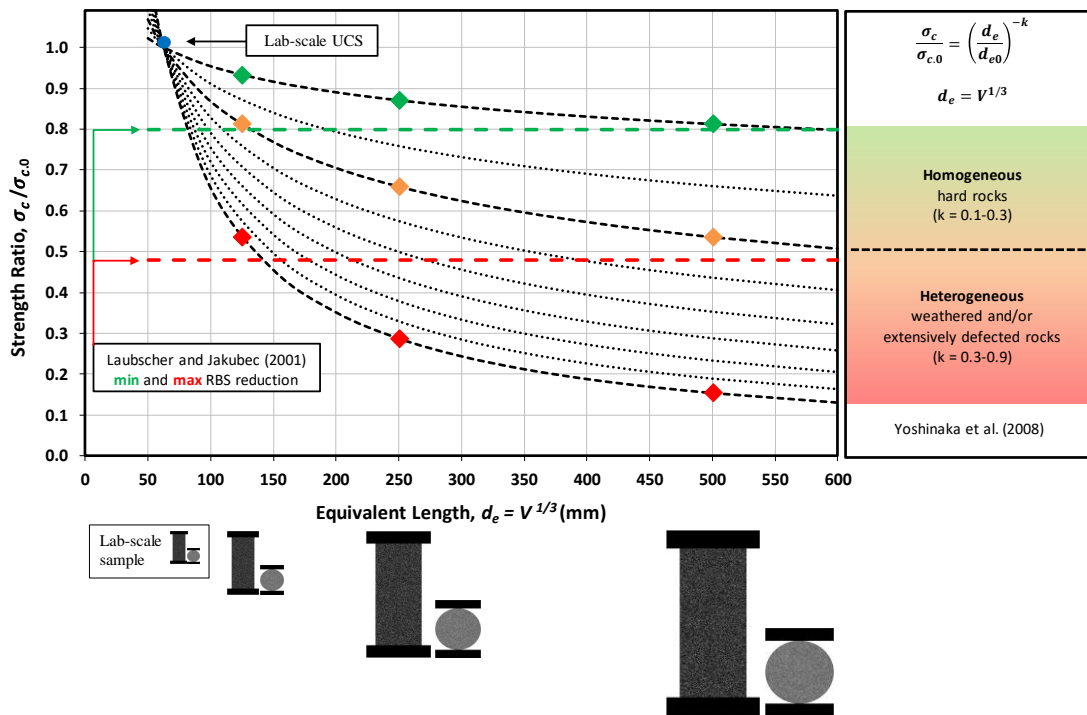 Lab-scale UCS
Strength Ratio, σc/σc.0
1.0
0.9
0.8
0.7
0.6
0.5
0.4
0.3
0.2
0.1
0.0
Laubscher and Jakubec (2001)
min and max RBS reduction
0 50 100 150 200 250 300 350 400 450 500 550 600
Equivalent Length, de = V 1/3 (mm)
σc/σc.0 = (de/de0)^−k
de = V^1/3
Homogeneous
hard rocks
(k = 0.1-0.3)
Heterogeneous
weathered and/or
extensively defected rocks
(k = 0.3-0.9)
Yoshinaka et al. (2008)
Lab-scale
sample